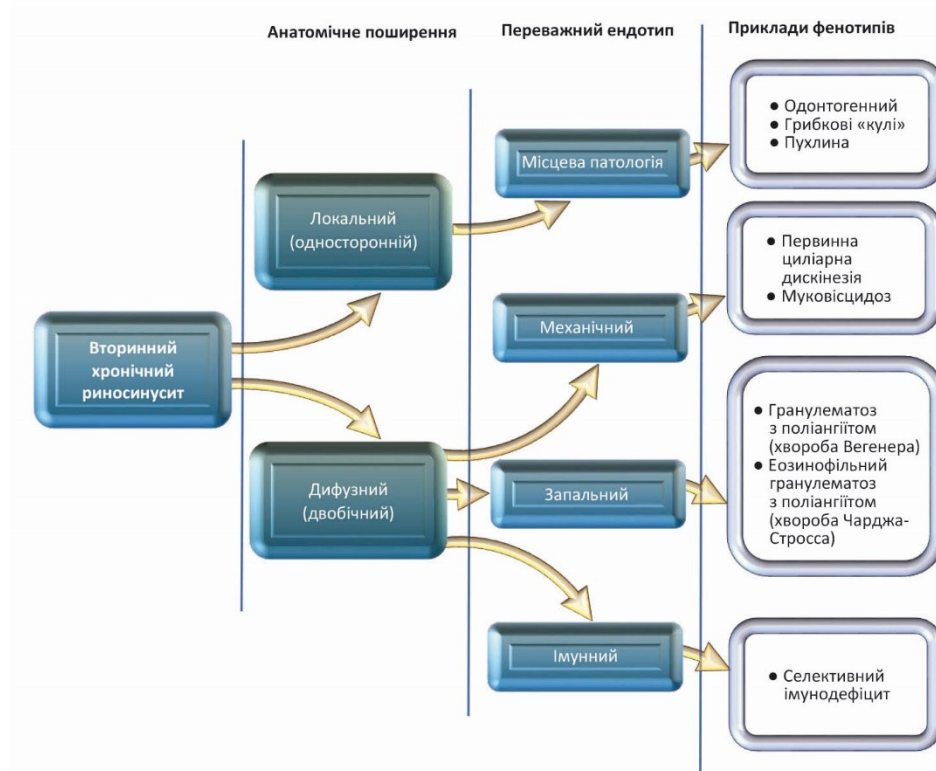 Анатомічне поширення
Переважний ендотип
Приклади фенотипів
Вторинний
хронічний
риносинусит
Локальний
(односторонній)
Дифузний
(двобічний)
Місцева патологія
Механічний
Запальний
Імунний
● Одонтогенний
● Грибкові «кулі»
● Пухлина
● Первинна
циліарна
дискінезія
● Муковісцидоз
● Гранулематоз
з поліангіїтом
(хвороба Вегенера)
● Еозинофільний
гранулематоз
з поліангіїтом
(хвороба Чарджа-
Стросса)
● Селективний
імунодефіцит